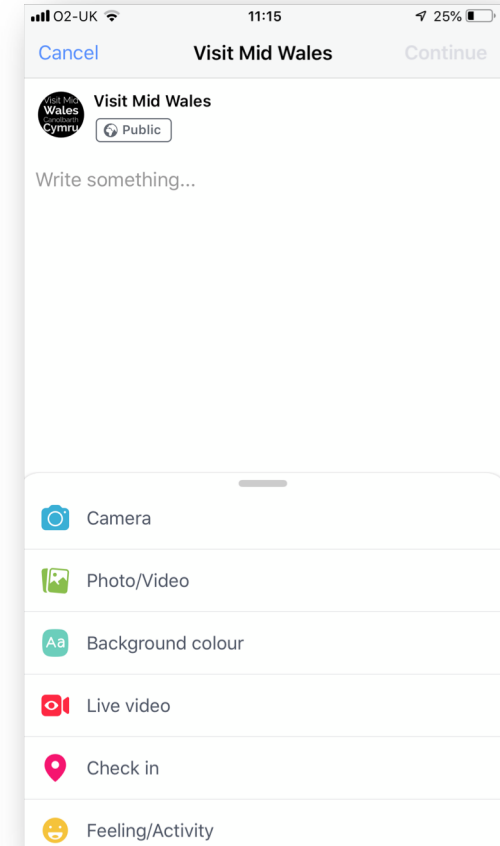 O2-UK 11:15 25%
Cancel Visit Mid Wales Continue
Visit Mid
Wales
Canolbarth
Cymru
Visit Mid Wales
Public
Write something...
Camera
Photo/Video
Aa Background colour
Live video
Check in
Feeling/Activity